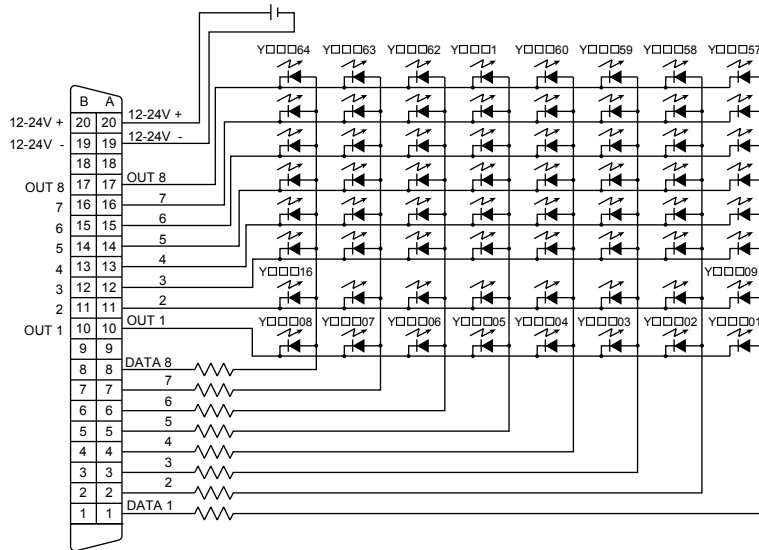 Y□□□64 Y□□□63 Y□□□62 Y□□□1 Y□□□60 Y□□□59 Y□□□58 Y□□□57
B A
12-24V + 20 20 12-24V +
12-24V - 19 19 12-24V -
18 18
OUT 8 17 17 OUT 8
7 16 16 7
6 15 15 6
5 14 14 5
4 13 13 4
3 12 12 3
2 11 11 2
OUT 1 10 10 OUT 1
Y□□□16 Y□□□09
Y□□□08 Y□□□07 Y□□□06 Y□□□05 Y□□□04 Y□□□03 Y□□□02 Y□□□01
9 9
8 8 DATA 8
7 7 7
6 6 6
5 5 5
4 4 4
3 3 3
2 2 2
1 1 DATA 1